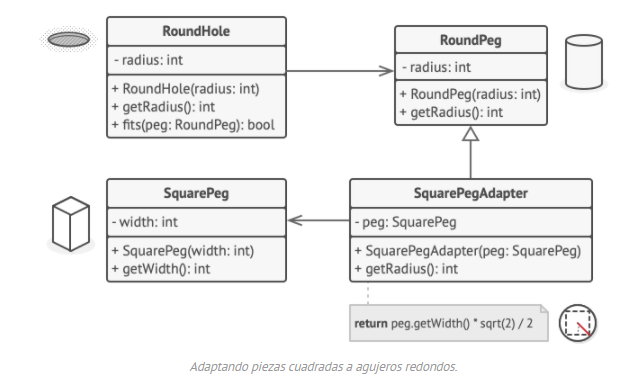 RoundHole
- radius: int
+ RoundHole(radius: int)
+ getRadius(): int
+ fits(peg: RoundPeg): bool
RoundPeg
- radius: int
+ RoundPeg(radius: int)
+ getRadius(): int
SquarePeg
- width: int
+ SquarePeg(width: int)
+ getWidth(): int
SquarePegAdapter
- peg: SquarePeg
+ SquarePegAdapter(peg: SquarePeg)
+ getRadius(): int
return peg.getWidth() * sqrt(2) / 2
Adaptando piezas cuadradas a agujeros redondos.